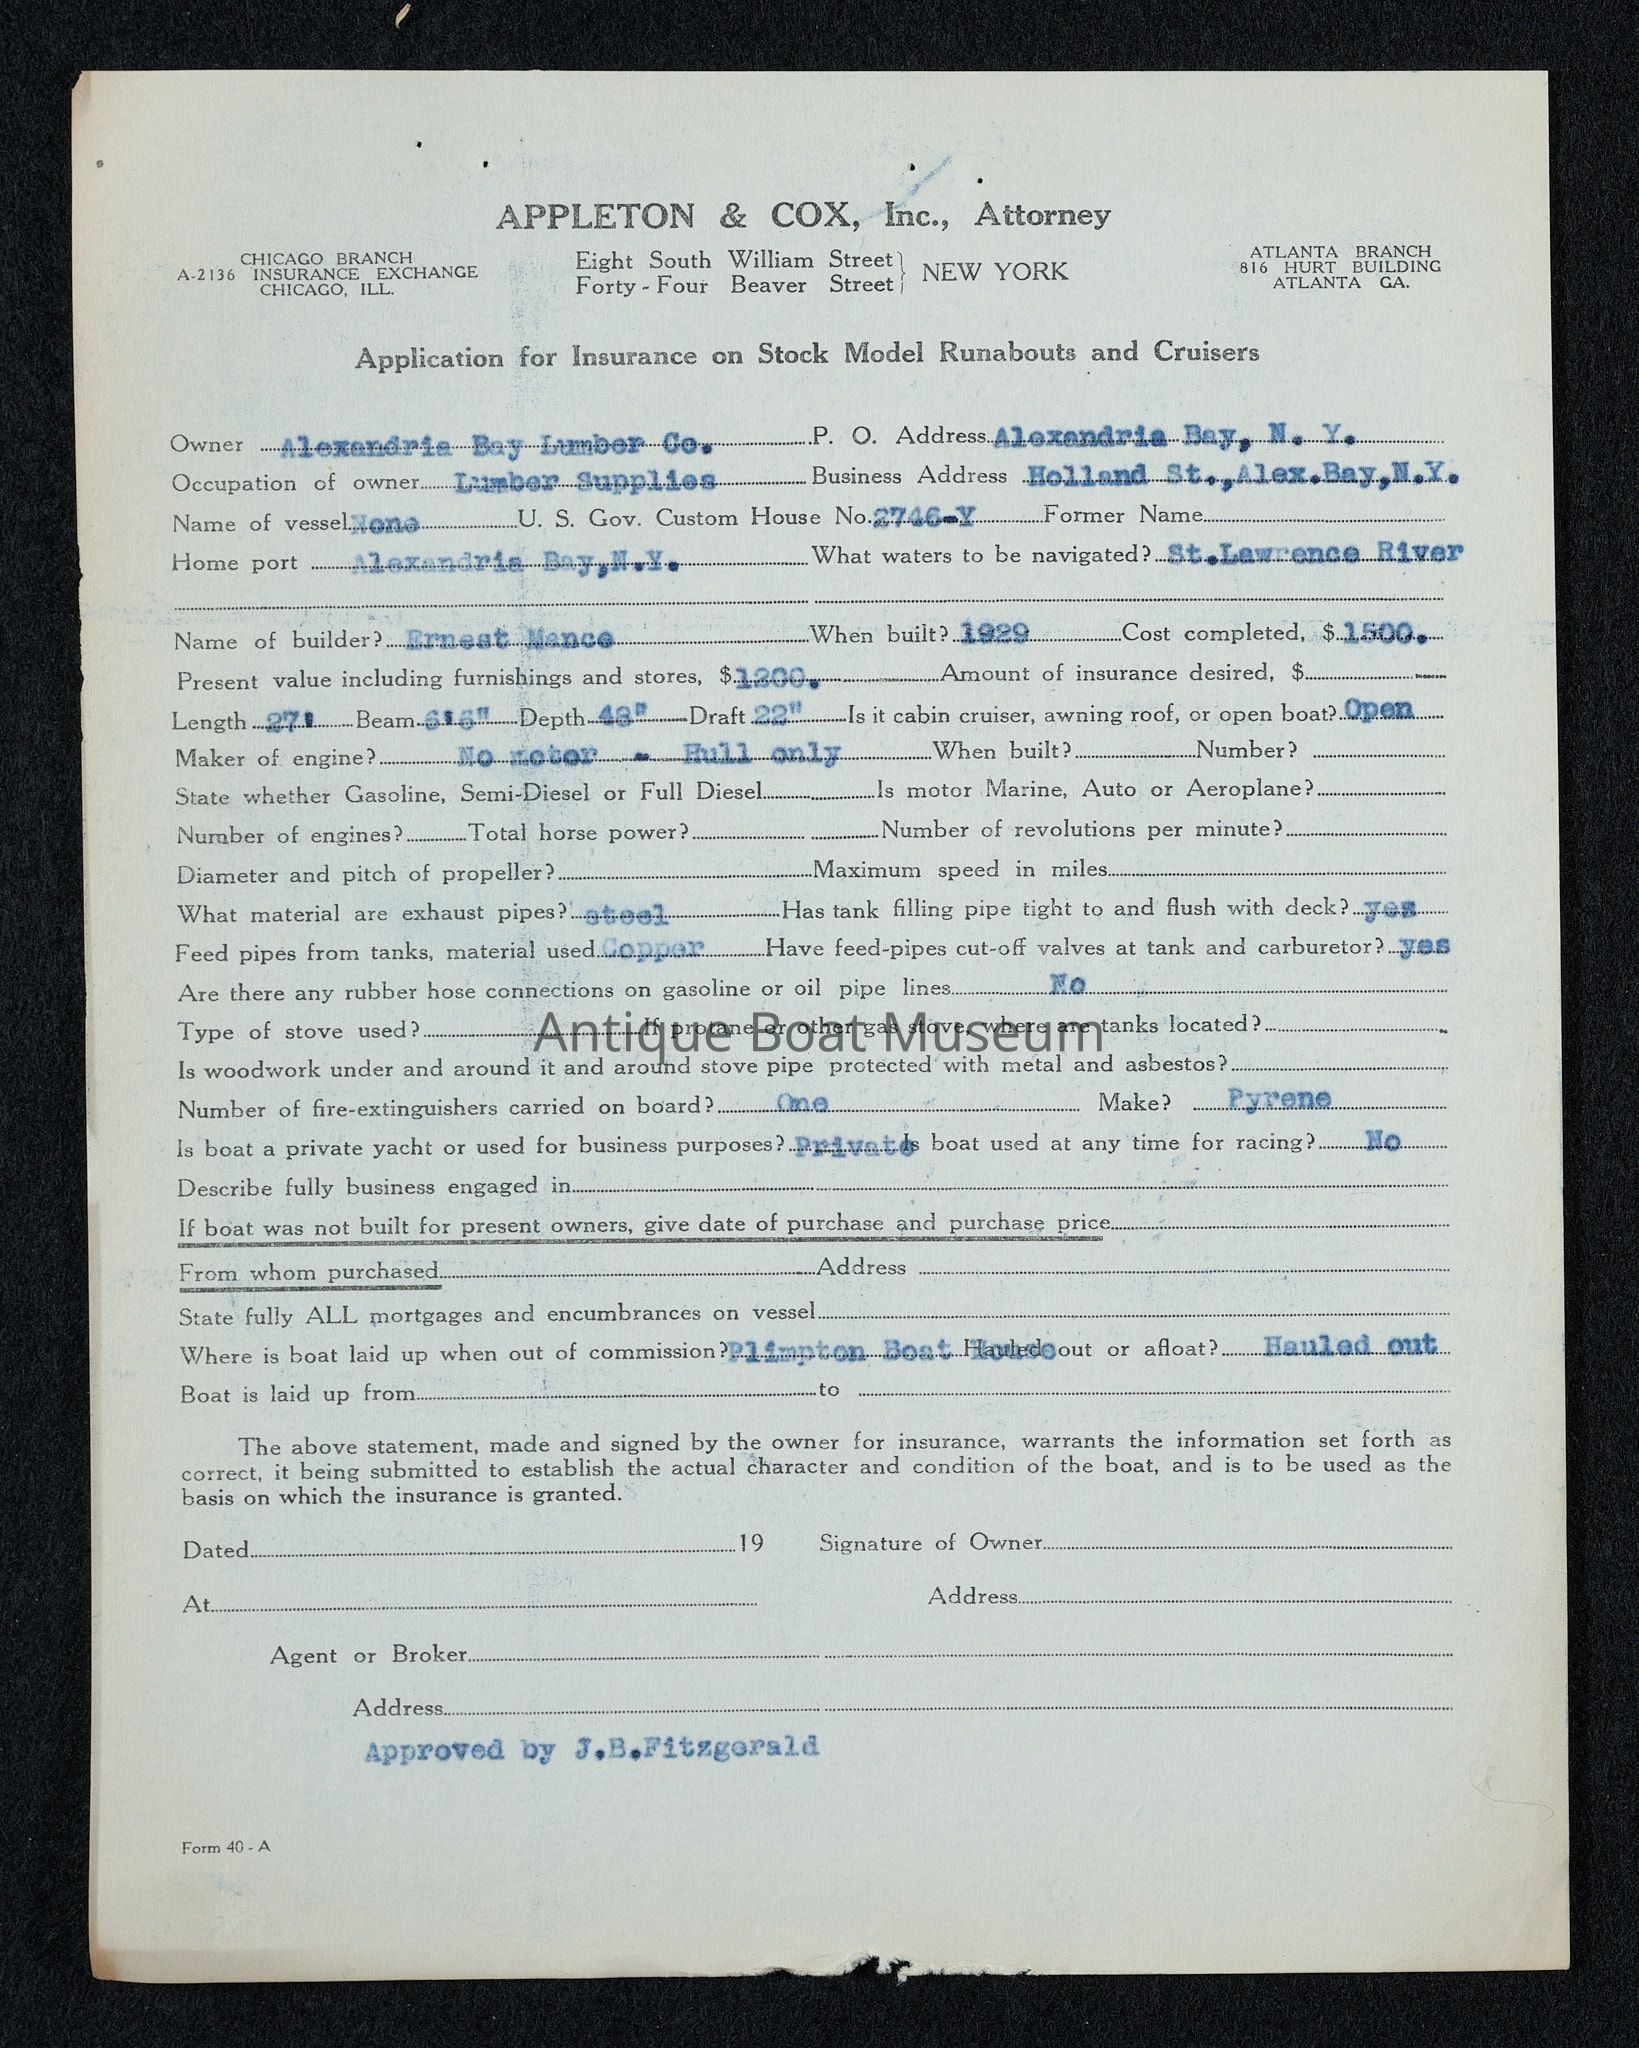 APPLETON & COX, Inc., Attorney
CHICAGO BRANCH
A-2136 INSURANCE EXCHANGE
CHICAGO, ILL.
Eight South William Street
Forty-Four Beaver Street
NEW YORK
ATLANTA BRANCH
816 HURT BUILDING
ATLANTA GA.
Application for Insurance on Stock Model Runabouts and Cruisers
Owner Alexandria Bay Lumber Co. P. O. Address Alexandria Bay, N. Y.
Occupation of owner Lumber Supplies Business Address Holland St.,Alex.Bay,N.Y.
Name of vessel None U. S. Gov. Custom House No. 2746-Y Former Name
Home port Alexandria Bay,N.Y. What waters to be navigated? St.Lawrence River
Name of builder? Ernest Mance When built? 1929 Cost completed, $ 1500.
Present value including furnishings and stores, $ 1200. Amount of insurance desired, $
Length 27' Beam 6'6" Depth 48" Draft 22" Is it cabin cruiser, awning roof, or open boat? Open
Maker of engine? No motor - Hull only When built? Number?
State whether Gasoline, Semi-Diesel or Full Diesel Is motor Marine, Auto or Aeroplane?
Number of engines? Total horse power? Number of revolutions per minute?
Diameter and pitch of propeller? Maximum speed in miles
What material are exhaust pipes? steel Has tank filling pipe tight to and flush with deck? yes
Feed pipes from tanks, material used Copper Have feed-pipes cut-off valves at tank and carburetor? yes
Are there any rubber hose connections on gasoline or oil pipe lines No
Type of stove used? If protane or other gas stove, where are tanks located?
Antique Boat Museum
Is woodwork under and around it and around stove pipe protected with metal and asbestos?
Number of fire-extinguishers carried on board? One Make? Pyrene
Is boat a private yacht or used for business purposes? Private Is boat used at any time for racing? No
Describe fully business engaged in
If boat was not built for present owners, give date of purchase and purchase price
From whom purchased Address
State fully ALL mortgages and encumbrances on vessel
Where is boat laid up when out of commission? Plimpton Boat House Hauled out or afloat? Hauled out
Boat is laid up from to
The above statement, made and signed by the owner for insurance, warrants the information set forth as
correct, it being submitted to establish the actual character and condition of the boat, and is to be used as the
basis on which the insurance is granted.
Dated 19 Signature of Owner
At Address
Agent or Broker
Address
Approved by J.B.Fitzgerald
Form 40 - A